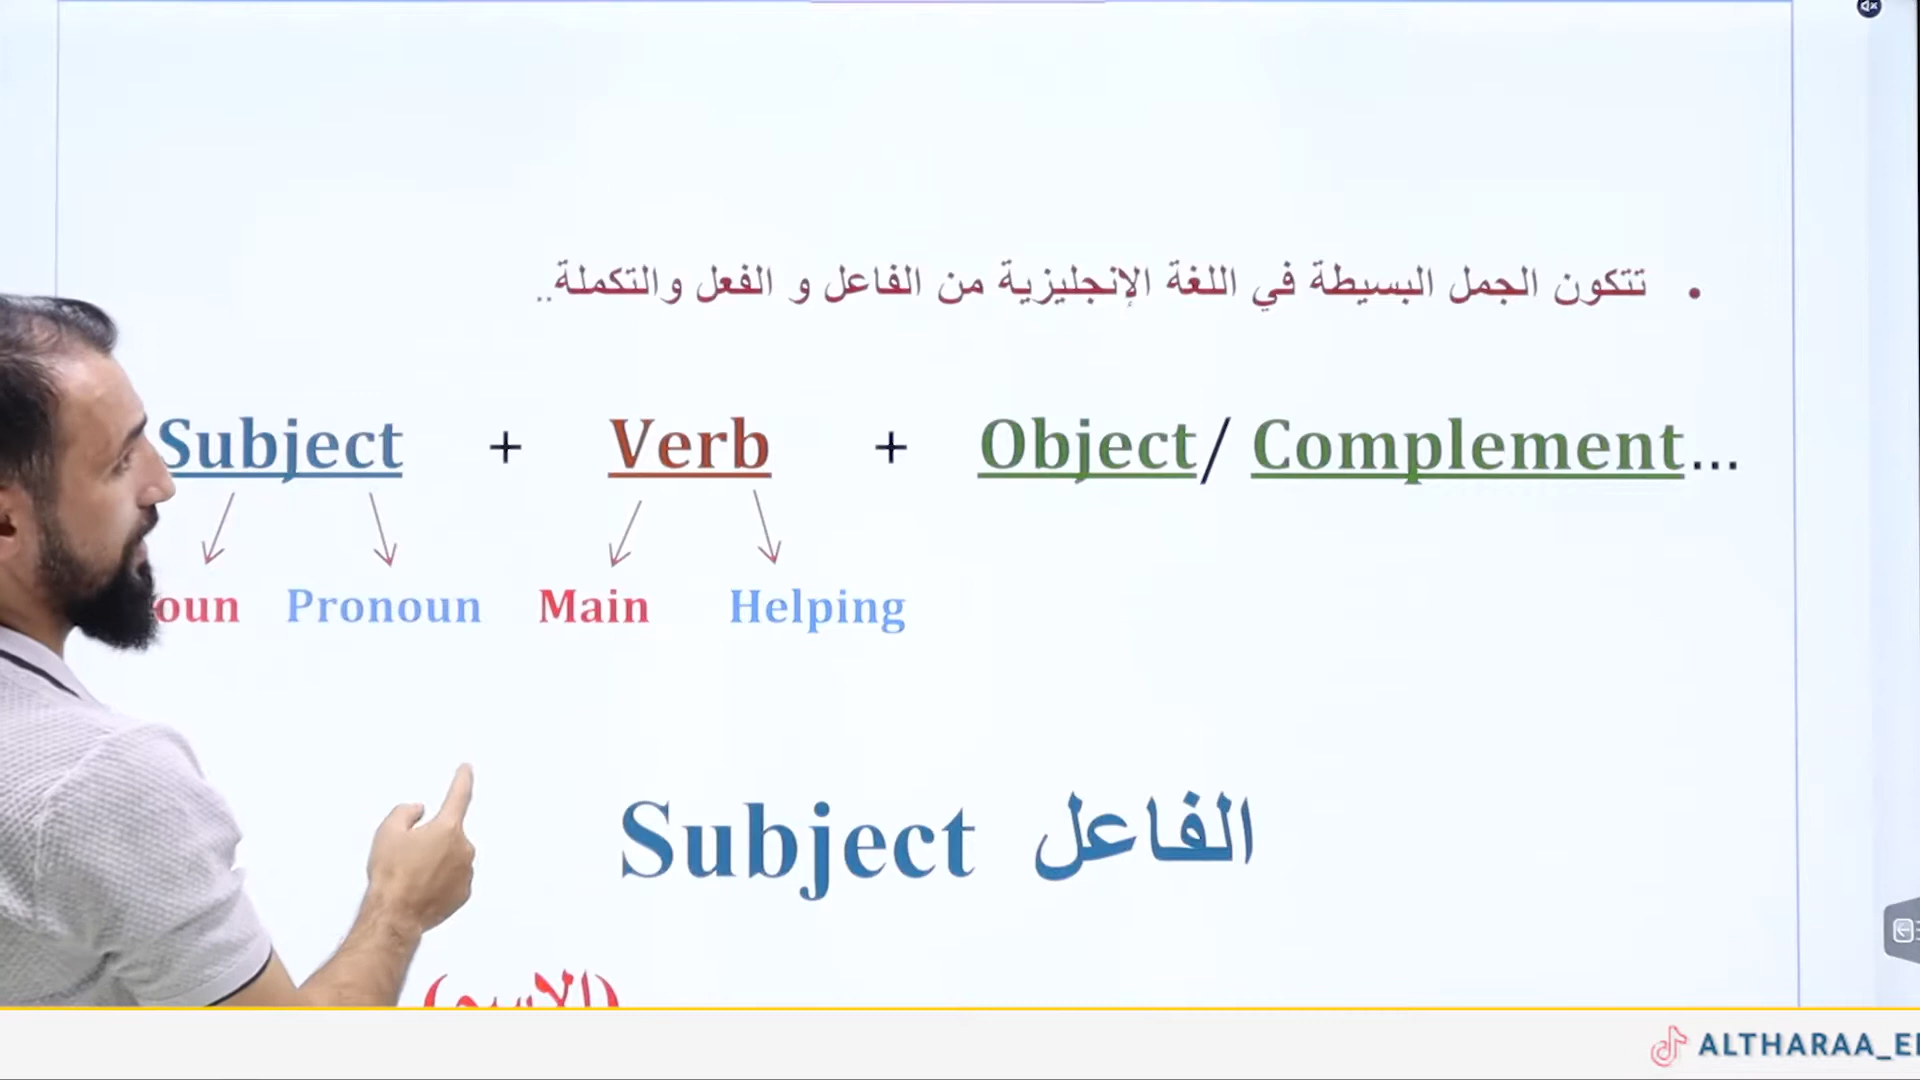 • تتكون الجمل البسيطة في اللغة الإنجليزية من الفاعل و الفعل والتكملة..
Subject + Verb + Object/ Complement...
oun Pronoun Main Helping
Subject الفاعل
ALTHARAA_E